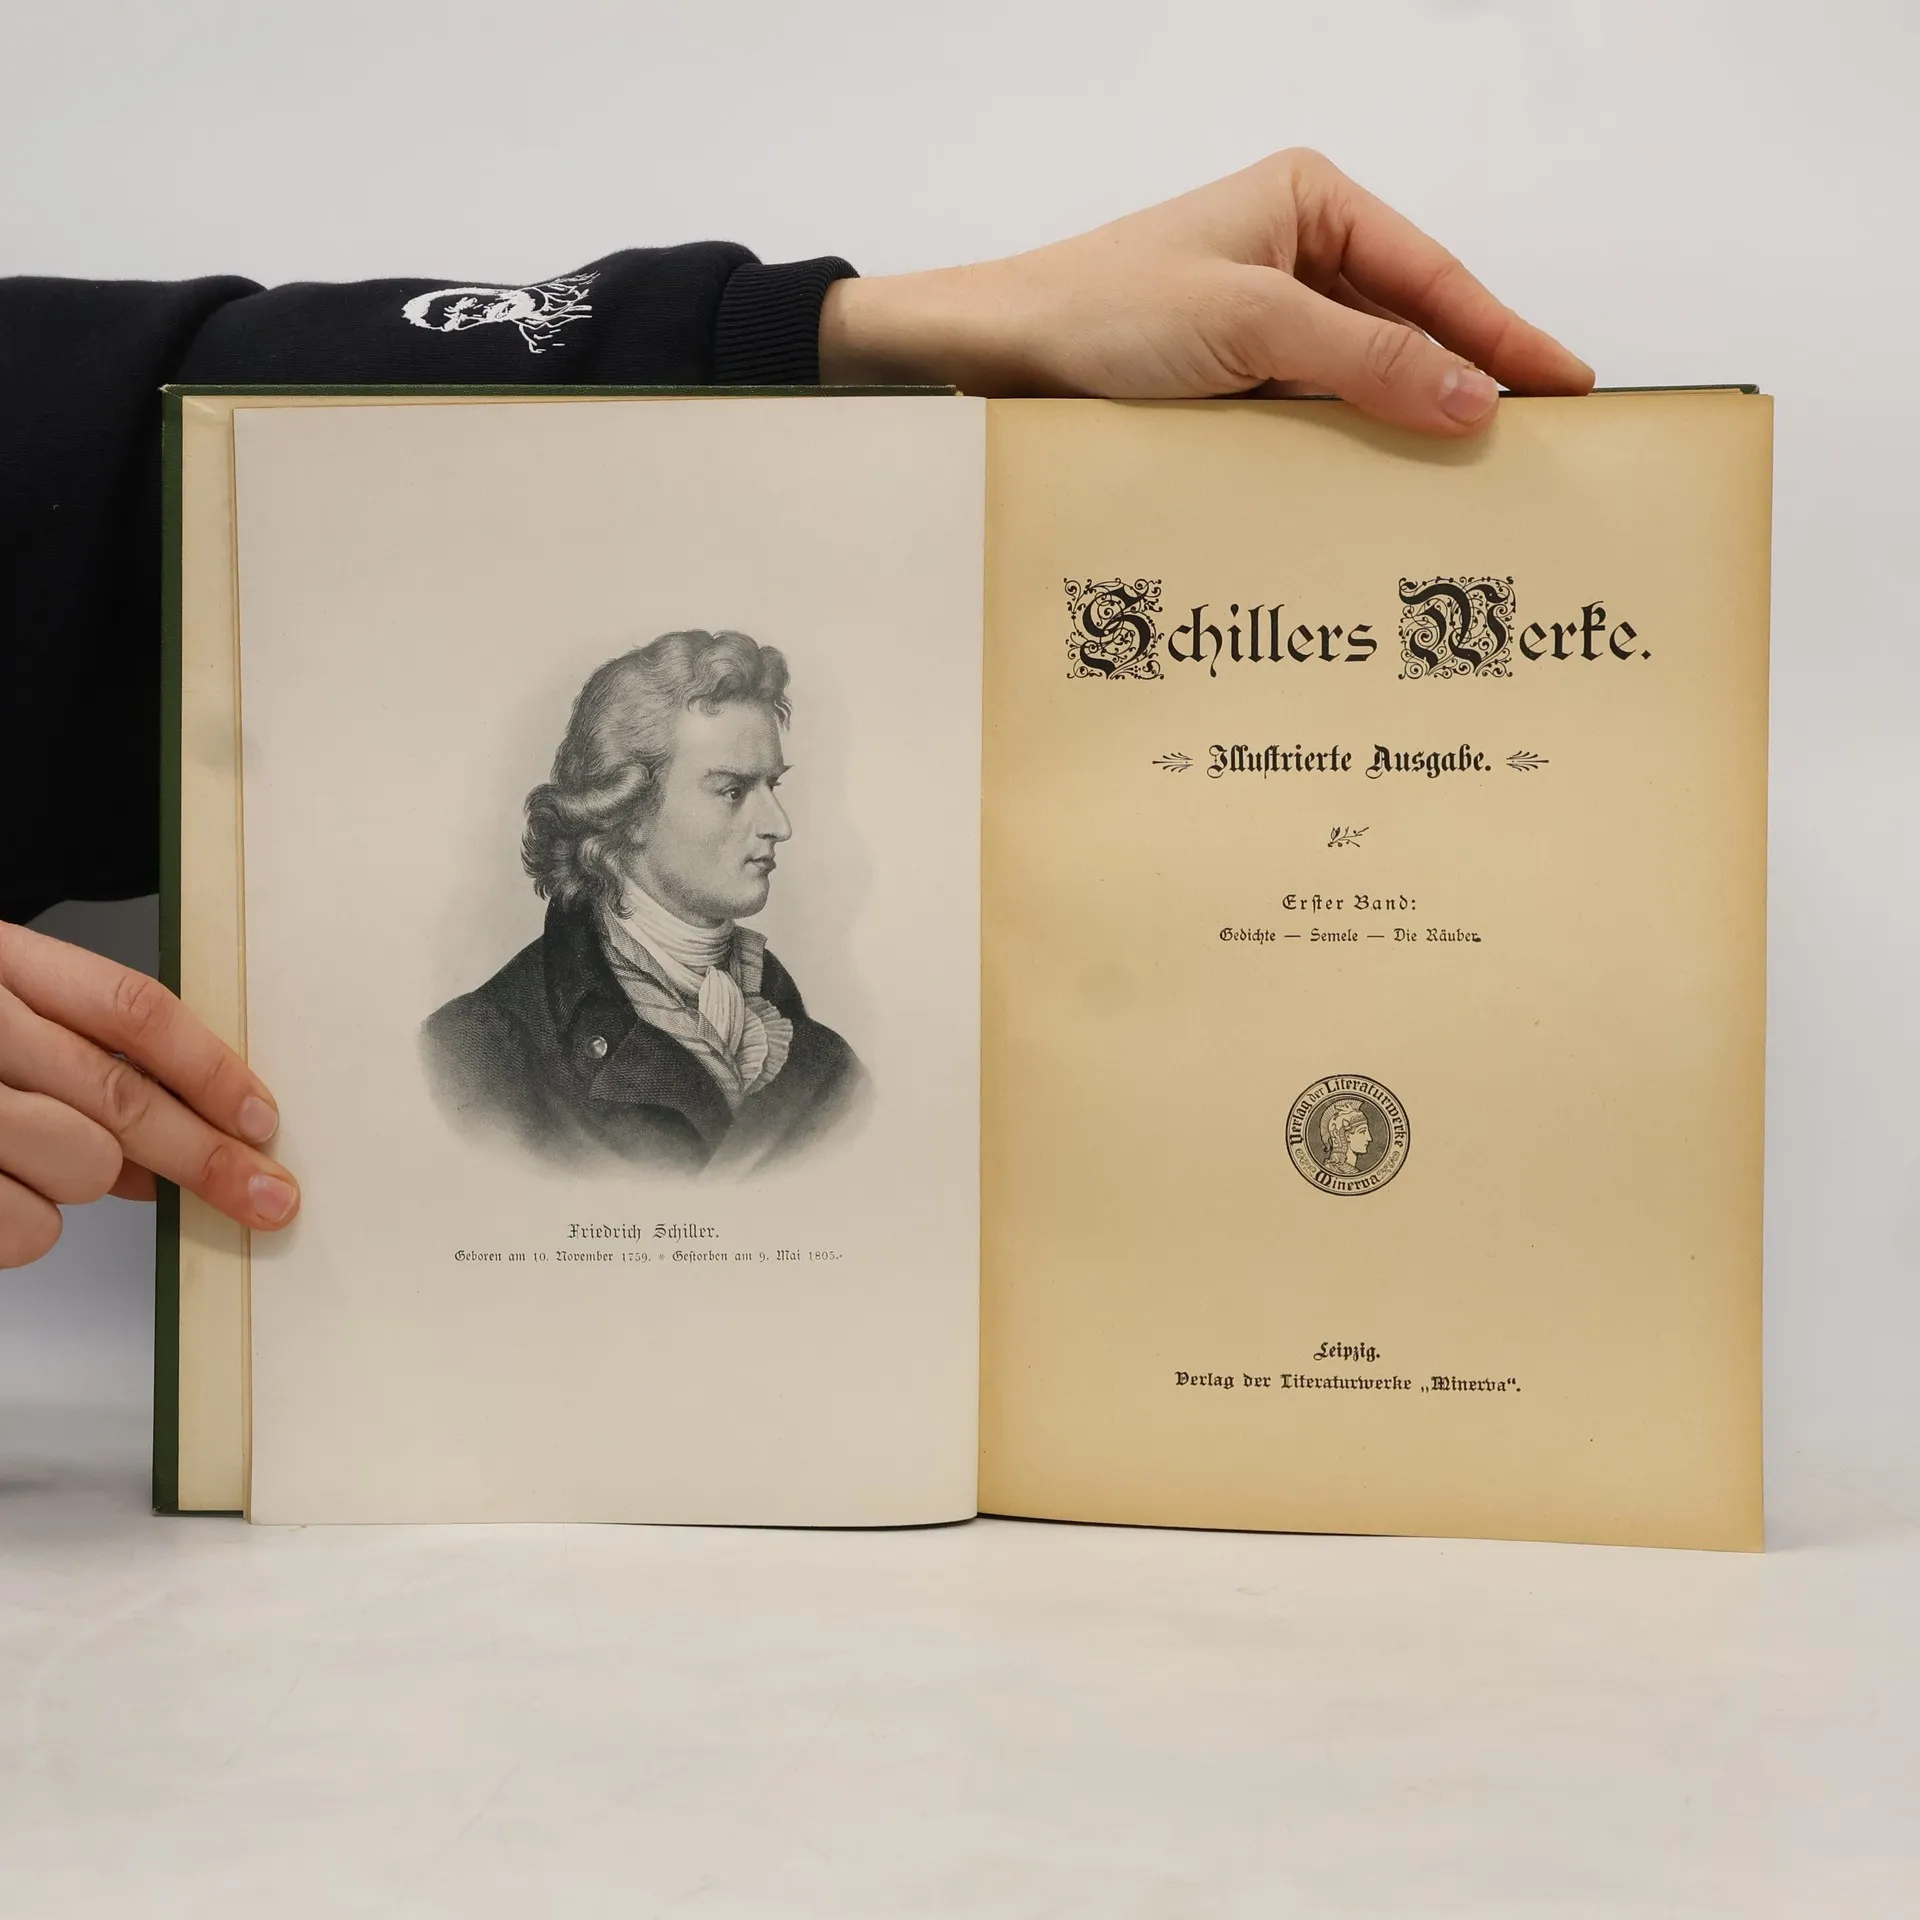 Friedrich Schiller.
Geboren am 10. November 1759. * Gestorben am 9. Mai 1805.
Schillers Werke.
Illustrierte Ausgabe.
Erster Band:
Gedichte — Semele — Die Räuber.
Verlag der Literaturwerke
Minerva
Leipzig.
Verlag der Literaturwerke „Minerva“.